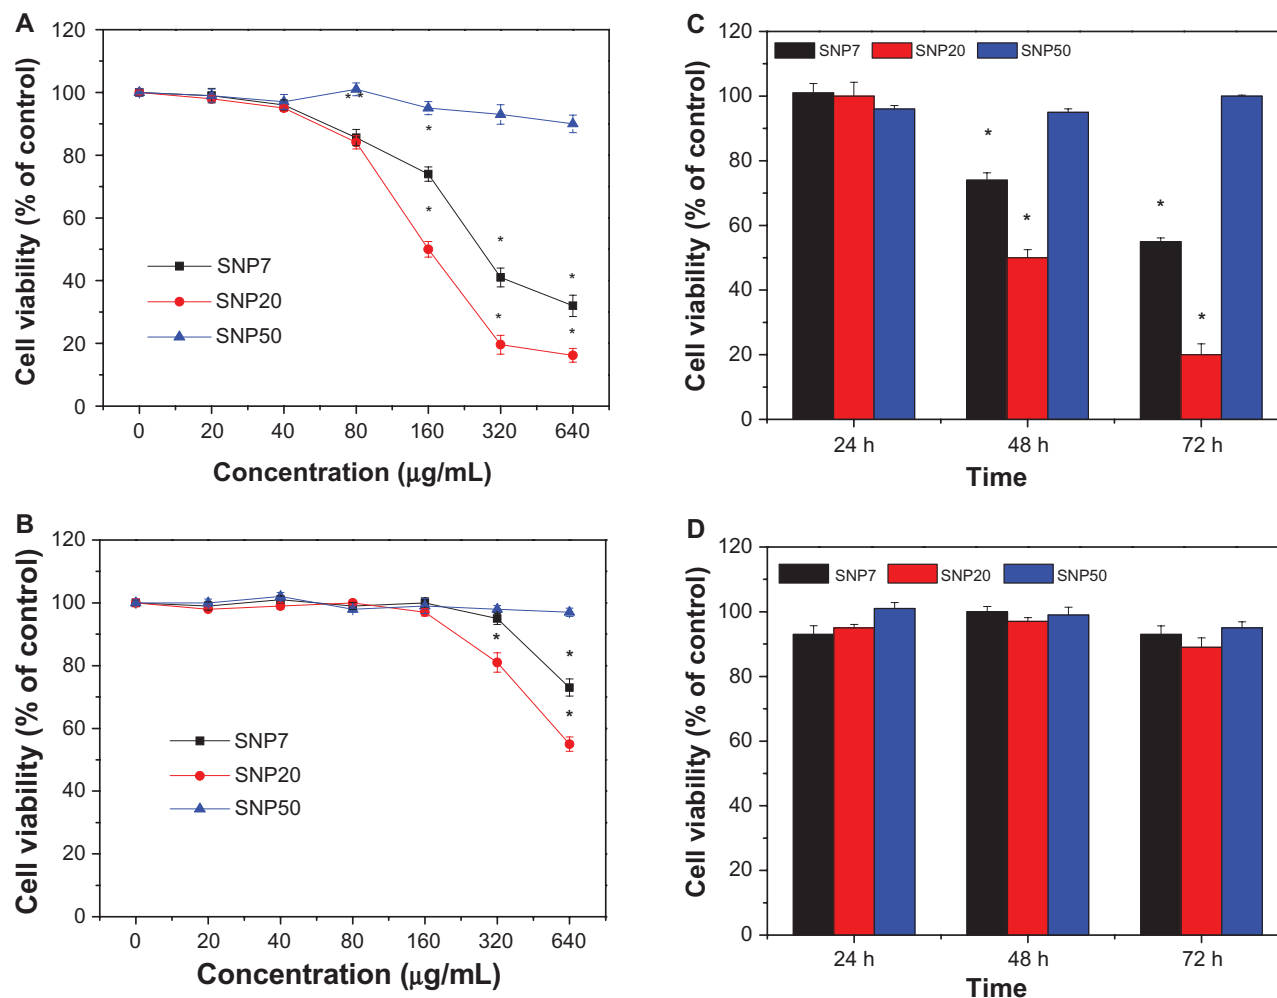 A
Cell viability (% of control)
120
100
80
60
40
20
0
* *
*
*
*
*
*
*
SNP7
SNP20
SNP50
0 20 40 80 160 320 640
Concentration (μg/mL)
B
Cell viability (% of control)
120
100
80
60
40
20
0
*
*
*
SNP7
SNP20
SNP50
0 20 40 80 160 320 640
Concentration (μg/mL)
C
Cell viability (% of control)
120
100
80
60
40
20
0
SNP7 SNP20 SNP50
*
*
*
*
24 h 48 h 72 h
Time
D
Cell viability (% of control)
120
100
80
60
40
20
0
SNP7 SNP20 SNP50
24 h 48 h 72 h
Time